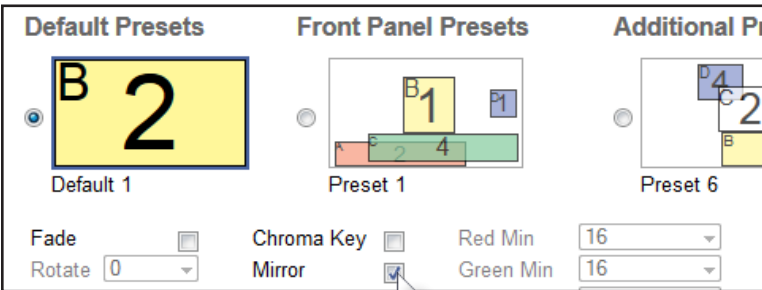 Default Presets Front Panel Presets Additional Pr
B 2
B 1
D 1
A 2
C 4
D 4
C 2
B
Default 1 Preset 1 Preset 6
Fade Chroma Key Red Min 16
Rotate 0 Mirror Green Min 16